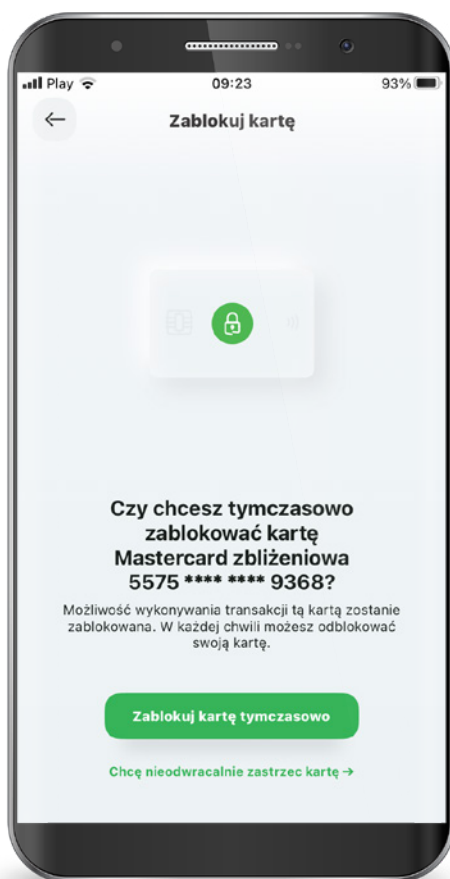 Play 09:23 93%
Zablokuj kartę
Czy chcesz tymczasowo
zablokować kartę
Mastercard zbliżeniowa
5575 **** **** 9368?
Możliwość wykonywania transakcji tą kartą zostanie
zablokowana. W każdej chwili możesz odblokować
swoją kartę.
Zablokuj kartę tymczasowo
Chcę nieodwracalnie zastrzec kartę →